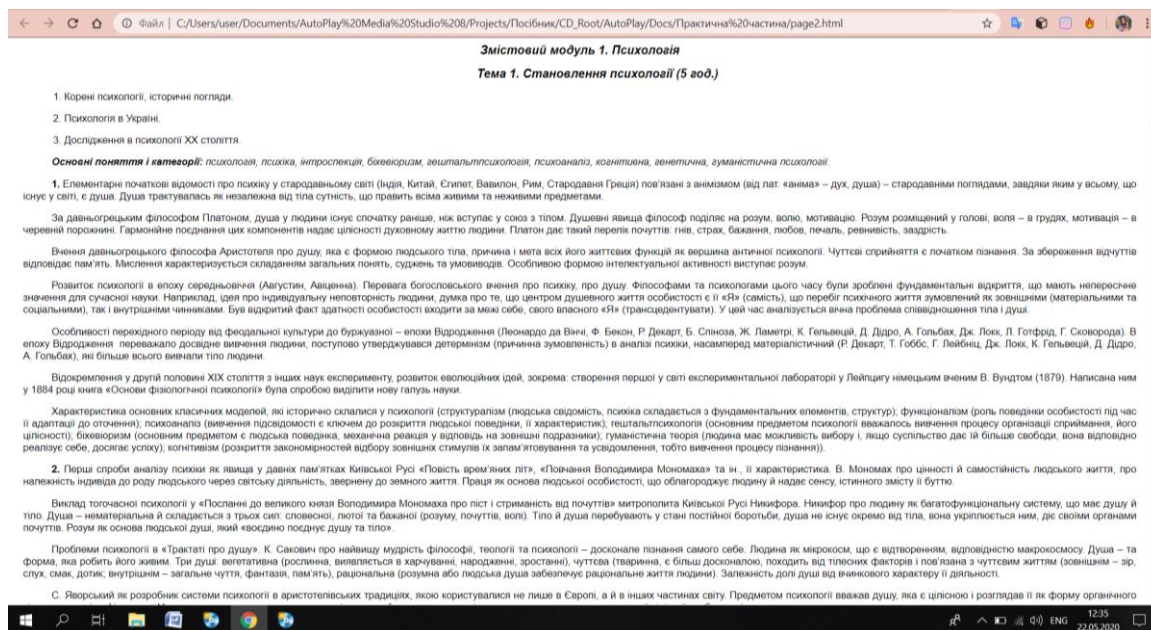 Файл | C:/Users/user/Documents/AutoPlay%20Media%20Studio%208/Projects/Посібник/CD_Root/AutoPlay/Docs/Практична%20частина/page2.html
Змістовий модуль 1. Психологія
Тема 1. Становлення психології (5 год.)
1. Корені психології, історичні погляди.
2. Психологія в Україні.
3. Дослідження в психології XX століття.
Основні поняття і категорії: психологія, психіка, інтроспекція, біхевіоризм, гештальтпсихологія, психоаналіз, когнітивна, генетична, гуманістична психології.
1. Елементарні початкові відомості про психіку у стародавньому світі (Індія, Китай, Єгипет, Вавилон, Рим, Стародавня Греція) пов'язані з анімізмом (від лат. «аніма» – дух, душа) – стародавніми поглядами, завдяки яким у всьому, що
існує у світі, є душа. Душа трактувалась як незалежна від тіла сутність, що править всіма живими та неживими предметами.
За давньогрецьким філософом Платоном, душа у людини існує спочатку раніше, ніж вступає у союз з тілом. Душевні явища філософ поділяє на розум, волю, мотивацію. Розум розміщений у голові, воля – в грудях, мотивація – в
черевній порожнині. Гармонійне поєднання цих компонентів надає цілісності духовному життю людини. Платон дає такий перелік почуттів: гнів, страх, бажання, любов, печаль, ревнивість, заздрість.
Вчення давньогрецького філософа Аристотеля про душу, яка є формою людського тіла, причина і мета всіх його життєвих функцій як вершина античної психології. Чуттєві сприйняття є початком пізнання. За збереження відчуттів
відповідає пам'ять. Мислення характеризується складанням загальних понять, суджень та умовиводів. Особливою формою інтелектуальної активності виступає розум.
Розвиток психології в епоху середньовіччя (Августин, Авіценна). Перевага богословського вчення про психіку, про душу. Філософами та психологами цього часу були зроблені фундаментальні відкриття, що мають непересічне
значення для сучасної науки. Наприклад, ідея про індивідуальну неповторність людини, думка про те, що центром душевного життя особистості є її «Я» (самість), що перебіг психічного життя зумовлений як зовнішніми (матеріальними та
соціальними), так і внутрішніми чинниками. Був відкритий факт здатності особистості входити за межі себе, свого власного «Я» (трансцедентувати). У цей час аналізується вічна проблема співвідношення тіла і душі.
Особливості перехідного періоду від феодальної культури до буржуазної – епохи Відродження (Леонардо да Вінчі, Ф. Бекон, Р. Декарт, Б. Спіноза, Ж. Ламетрі, К. Гельвецій, Д. Дідро, А. Гольбах, Дж. Локк, Л. Готфрід, Г. Сковорода). В
епоху Відродження переважало досвідне вивчення людини, поступово утверджувався детермінізм (причинна зумовленість) в аналізі психіки, насамперед матеріалістичний (Р. Декарт, Т. Гоббс, Г. Лейбніц, Дж. Локк, К. Гельвецій, Д. Дідро,
А. Гольбах), які більше всього вивчали тіло людини.
Відокремлення у другій половині XIX століття з інших наук експерименту, розвиток еволюційних ідей, зокрема: створення першої у світі експериментальної лабораторії у Лейпцигу німецьким вченим В. Вундтом (1879). Написана ним
у 1884 році книга «Основи фізіологічної психології» була спробою виділити нову галузь науки.
Характеристика основних класичних моделей, які історично склалися у психології (структуралізм (людська свідомість, психіка складається з фундаментальних елементів, структур); функціоналізм (роль поведінки особистості під час
її адаптації до оточення); психоаналіз (вивчення підсвідомості є ключем до розкриття людської поведінки, її характеристик); гештальтпсихологія (основним предметом психології вважалось вивчення процесу організації сприймання, його
цілісності); біхевіоризм (основним предметом є людська поведінка, механічна реакція у відповідь на зовнішні подразники); гуманістична теорія (людина має можливість вибору і, якщо суспільство дає їй більше свободи, вона відповідно
реалізує себе, досягає успіху); когнітивізм (розкриття закономірностей відбору зовнішніх стимулів їх запам'ятовування та усвідомлення, тобто вивчення процесу пізнання)).
2. Перші спроби аналізу психіки як явища у давніх пам'ятках Київської Русі «Повість врем'яних літ», «Повчання Володимира Мономаха» та ін., її характеристика. В. Мономах про цінності й самостійність людського життя, про
належність індивіда до роду людського через світську діяльність, звернену до земного життя. Праця як основа людської особистості, що облагороджує людину й надає сенсу, істинного змісту її буттю.
Виклад тогочасної психології у «Посланні до великого князя Володимира Мономаха про піст і стриманість від почуттів» митрополита Київської Русі Никифора. Никифор про людину як багатофункціональну систему, що має душу й
тіло. Душа – нематеріальна й складається з трьох сил: словесної, лютої та бажаної (розуму, почуттів, волі). Тіло й душа перебувають у стані постійної боротьби, душа не існує окремо від тіла, вона укріплюється ним, діє своїми органами
почуттів. Розум як основа людської душі, який «воєдино поєднує душу та тіло».
Проблеми психології в «Трактаті про душу». К. Сакович про найвищу мудрість філософії, теології та психології – досконале пізнання самого себе. Людина як мікрокосм, що є відтворенням, відповідністю макрокосмосу. Душа – та
форма, яка робить його живим. Три душі: вегетативна (рослинна, виявляється в харчуванні, народженні, зростанні), чуттєва (тваринна, є більш досконалою, походить від тілесних факторів і пов'язана з чуттєвим життям (зовнішнім – зір,
слух, смак, дотик; внутрішнім – загальне чуття, фантазія, пам'ять), раціональна (розумна або людська душа забезпечує раціональне життя людини). Залежність долі душі від вчинкового характеру її діяльності.
С. Яворський як розробник системи психології в аристотелівських традиціях, якою користувалися не лише в Європі, а й в інших частинах світу. Предметом психології вважав душу, яка є цілісною і розглядав її як форму органічного
ENG
12:35
22.05.2020